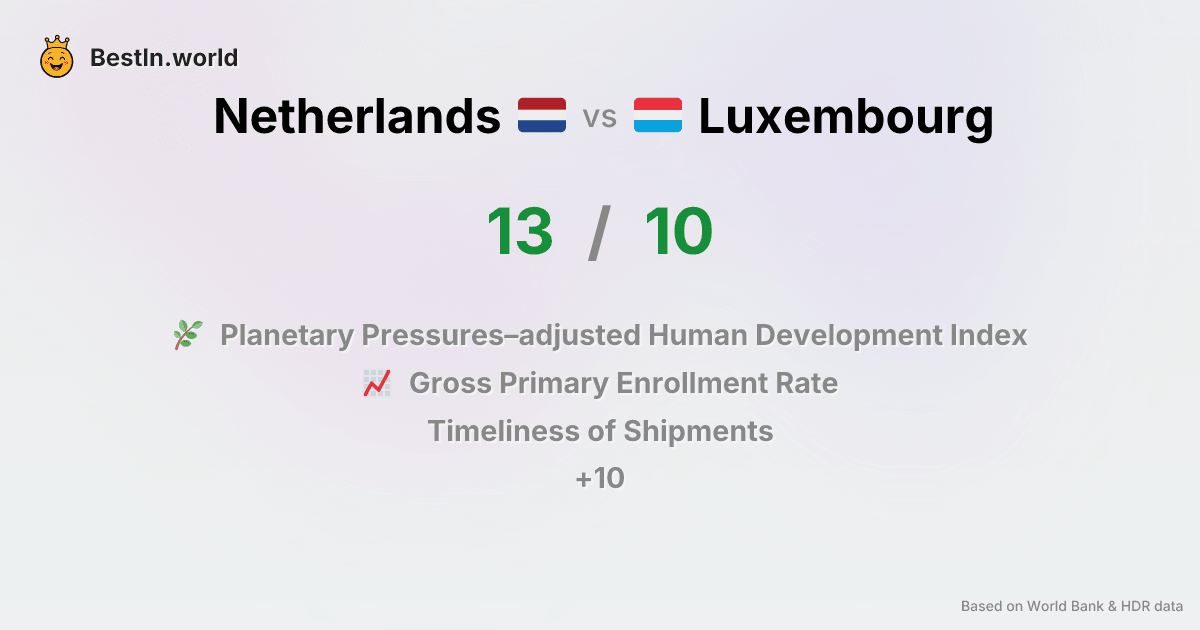 BestIn.world
Netherlands vs Luxembourg
13 / 10
Planetary Pressures–adjusted Human Development Index
Gross Primary Enrollment Rate
Timeliness of Shipments
+10
Based on World Bank & HDR data